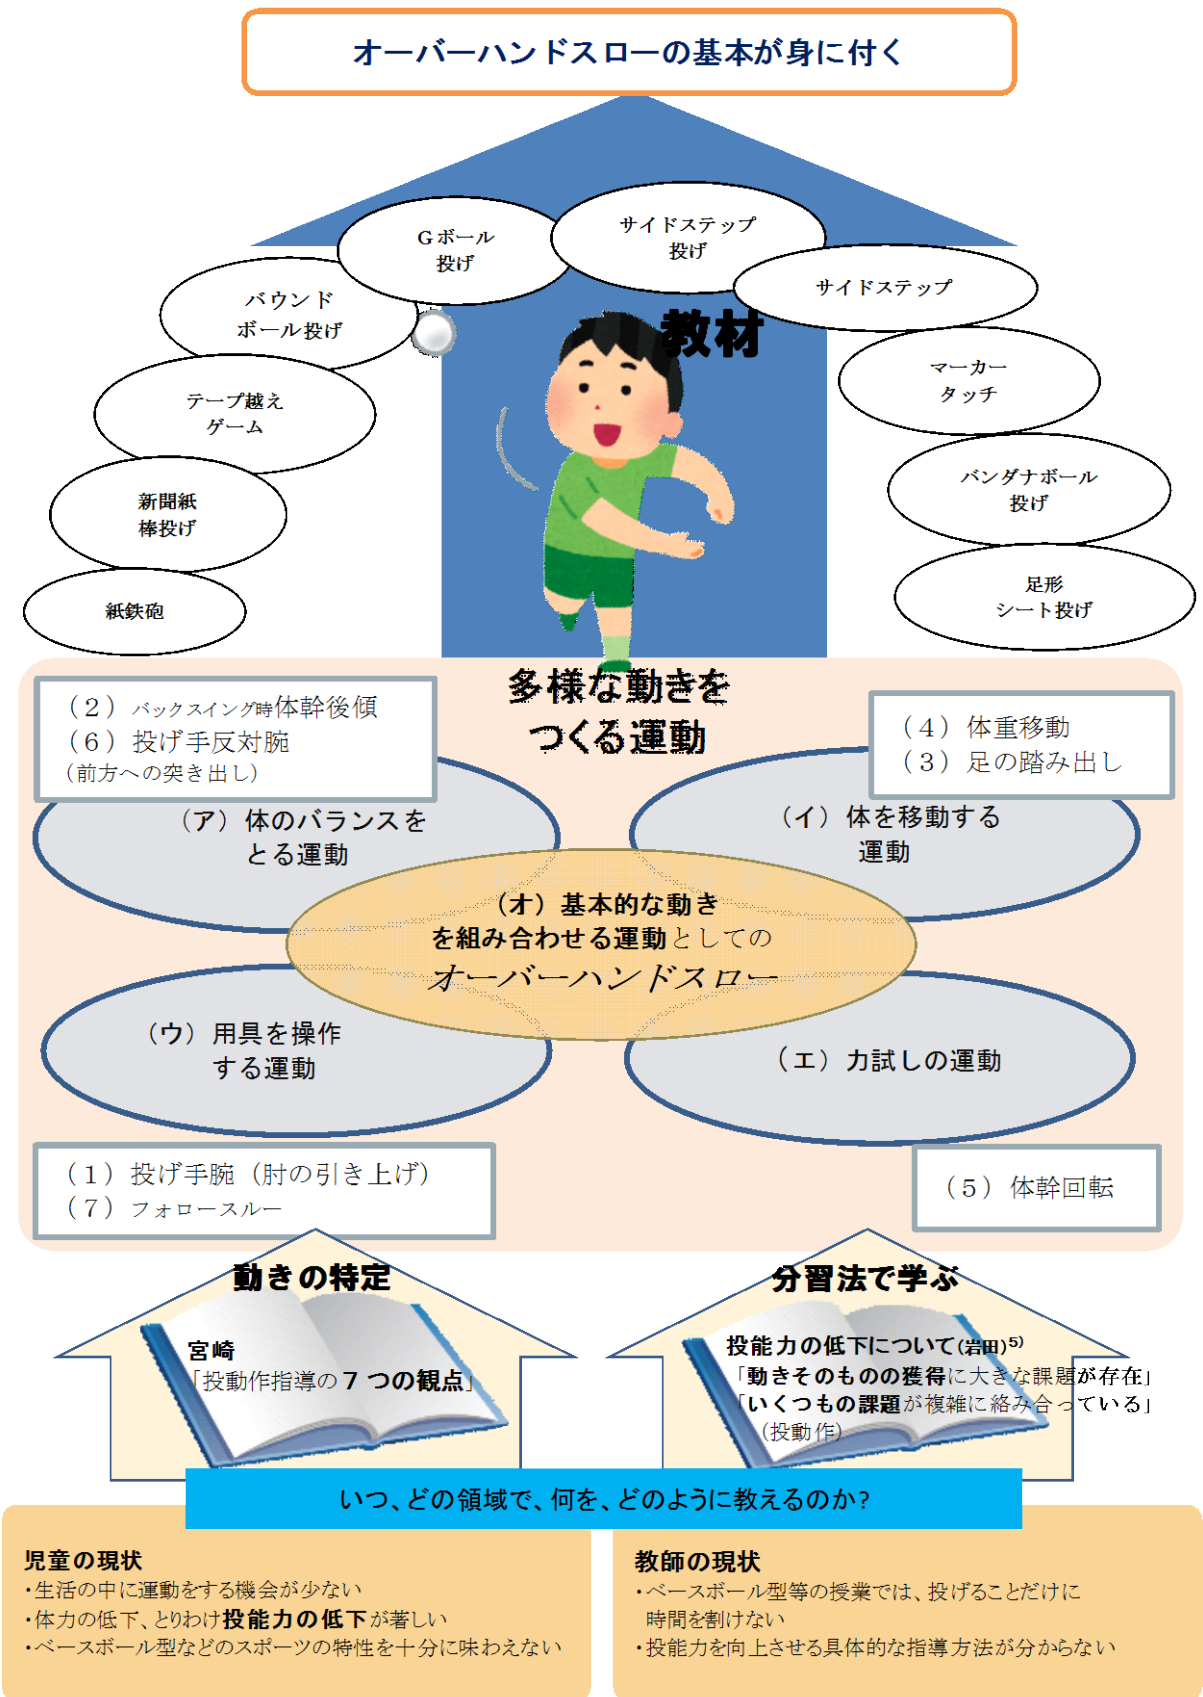 オーバーハンドスローの基本が身に付く
Gボール
投げ
サイドステップ
投げ
バウンド
ボール投げ
サイドステップ
教材
テープ越え
ゲーム
マーカー
タッチ
新聞紙
棒投げ
バンダナボール
投げ
紙鉄砲
足形
シート投げ
多様な動きを
つくる運動
（２）バックスイング時体幹後傾
（６）投げ手反対腕
（前方への突き出し）
（４）体重移動
（３）足の踏み出し
（ア）体のバランスを
とる運動
（イ）体を移動する
運動
（オ）基本的な動き
を組み合わせる運動としての
オーバーハンドスロー
（ウ）用具を操作
する運動
（エ）力試しの運動
（１）投げ手腕（肘の引き上げ）
（７）フォロースルー
（５）体幹回転
動きの特定
宮崎
「投動作指導の７つの観点」
分習法で学ぶ
投能力の低下について(岩田)5)
「動きそのものの獲得に大きな課題が存在」
「いくつもの課題が複雑に絡み合っている」
（投動作）
いつ、どの領域で、何を、どのように教えるのか?
児童の現状
・生活の中に運動をする機会が少ない
・体力の低下、とりわけ投能力の低下が著しい
・ベースボール型などのスポーツの特性を十分に味わえない
教師の現状
・ベースボール型等の授業では、投げることだけに
時間を割けない
・投能力を向上させる具体的な指導方法が分からない